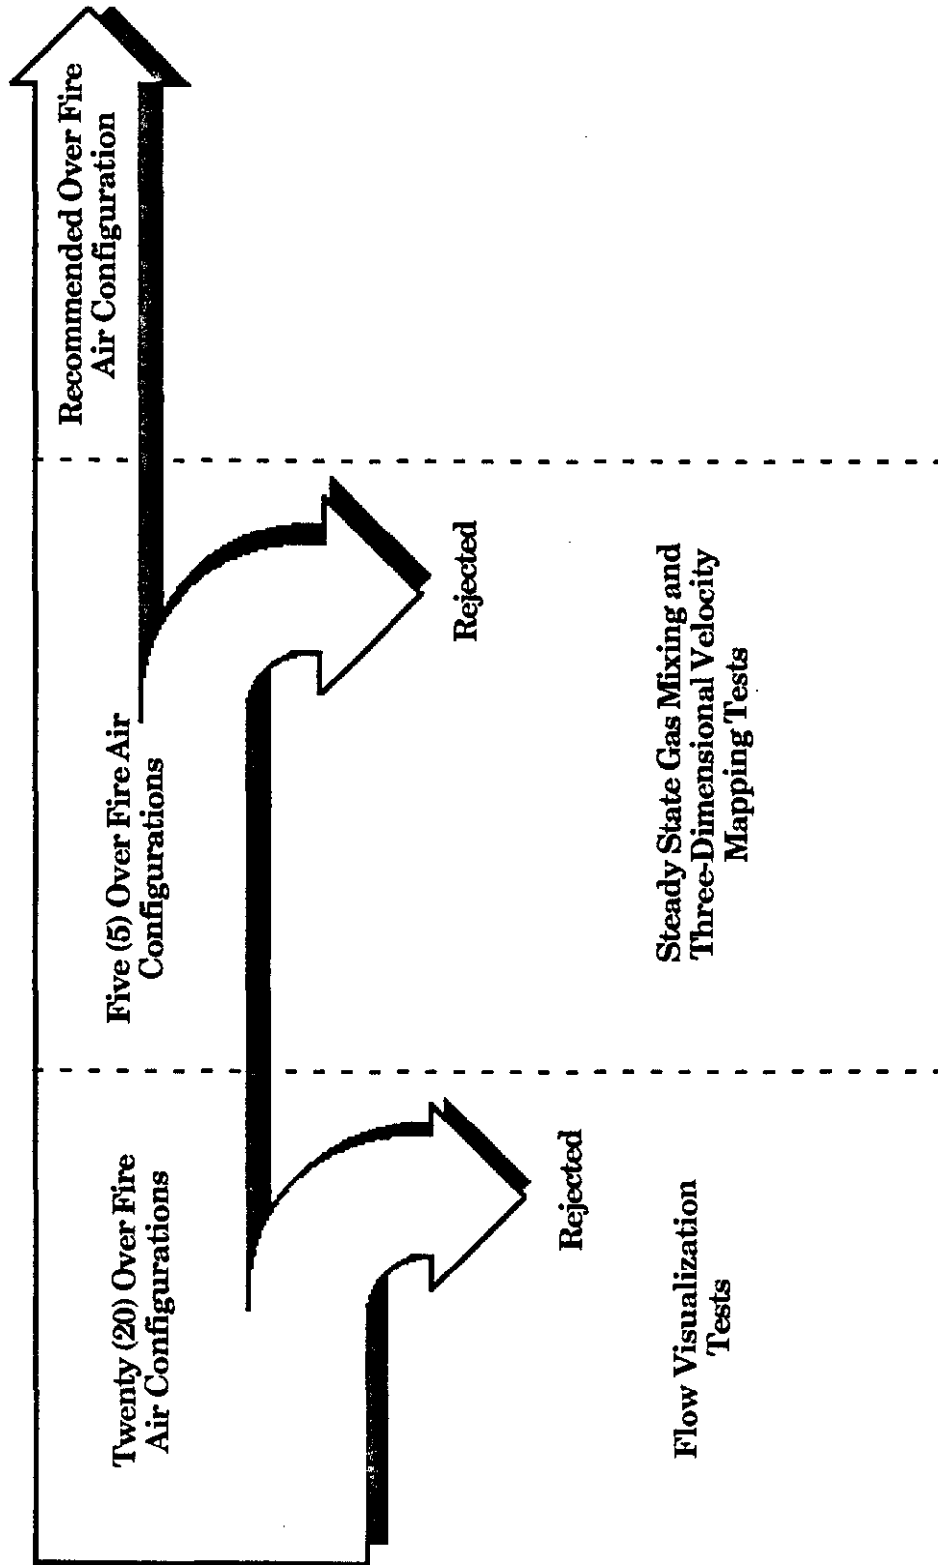 Twenty (20) Over Fire
Air Configurations
Five (5) Over Fire Air
Configurations
Recommended Over Fire
Air Configuration
Rejected
Rejected
Flow Visualization
Tests
Steady State Gas Mixing and
Three-Dimensional Velocity
Mapping Tests